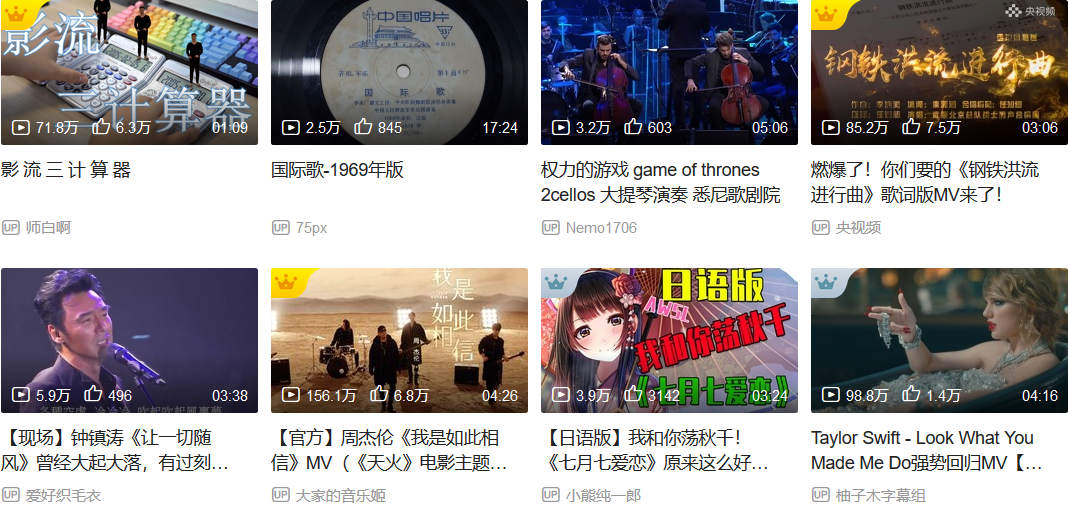 影流
三计算器
71.8万 6.3万 01:09
影 流 三 计 算 器
UP 师白啊
中国唱片
国际歌
2.5万 845 17:24
国际歌-1969年版
UP 75px
3.2万 603 05:06
权力的游戏 game of thrones
2cellos 大提琴演奏 悉尼歌剧院
UP Nemo1706
央视频
钢铁洪流进行曲
85.2万 7.5万 03:06
燃爆了！你们要的《钢铁洪流
进行曲》歌词版MV来了！
UP 央视频
5.9万 496 03:38
【现场】钟镇涛《让一切随
风》曾经大起大落，有过刻…
UP 爱好织毛衣
我是
如此
相信
周杰伦
156.1万 6.8万 04:26
【官方】周杰伦《我是如此相
信》MV（《天火》电影主题…
UP 大家的音乐姬
日语版
AWSL
我和你荡秋千
《七月七爱恋》
3.9万 3142 03:24
【日语版】我和你荡秋千！
《七月七爱恋》原来这么好…
UP 小熊纯一郎
98.8万 1.4万 04:16
Taylor Swift - Look What You
Made Me Do强势回归MV【…
UP 柚子木字幕组